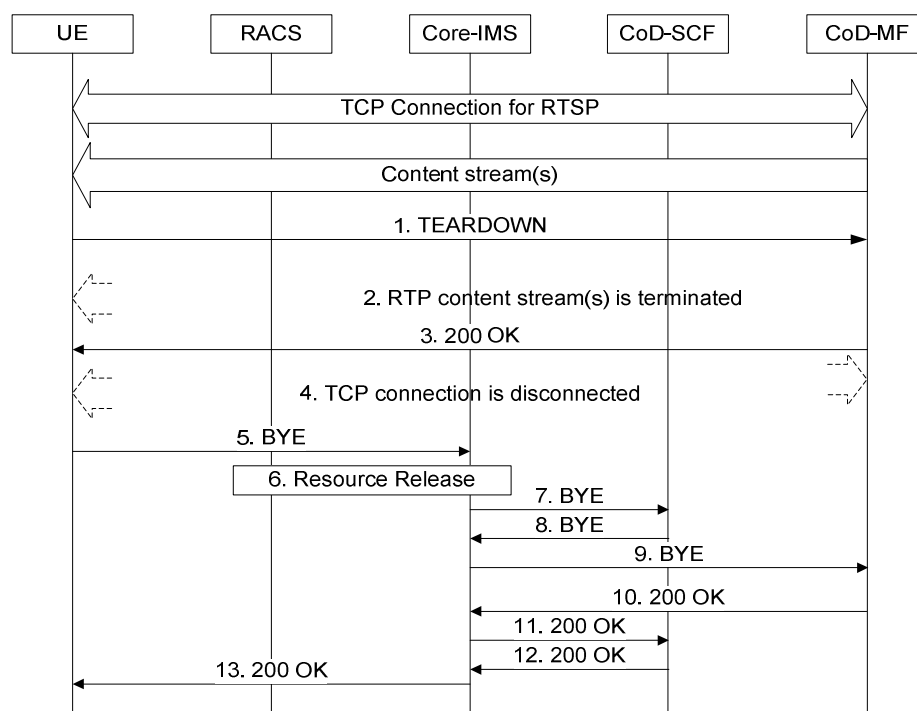 UE
RACS
Core-IMS
CoD-SCF
CoD-MF
TCP Connection for RTSP
Content stream(s)
1. TEARDOWN
2. RTP content stream(s) is terminated
3. 200 OK
4. TCP connection is disconnected
5. BYE
6. Resource Release
7. BYE
8. BYE
9. BYE
10. 200 OK
11. 200 OK
12. 200 OK
13. 200 OK